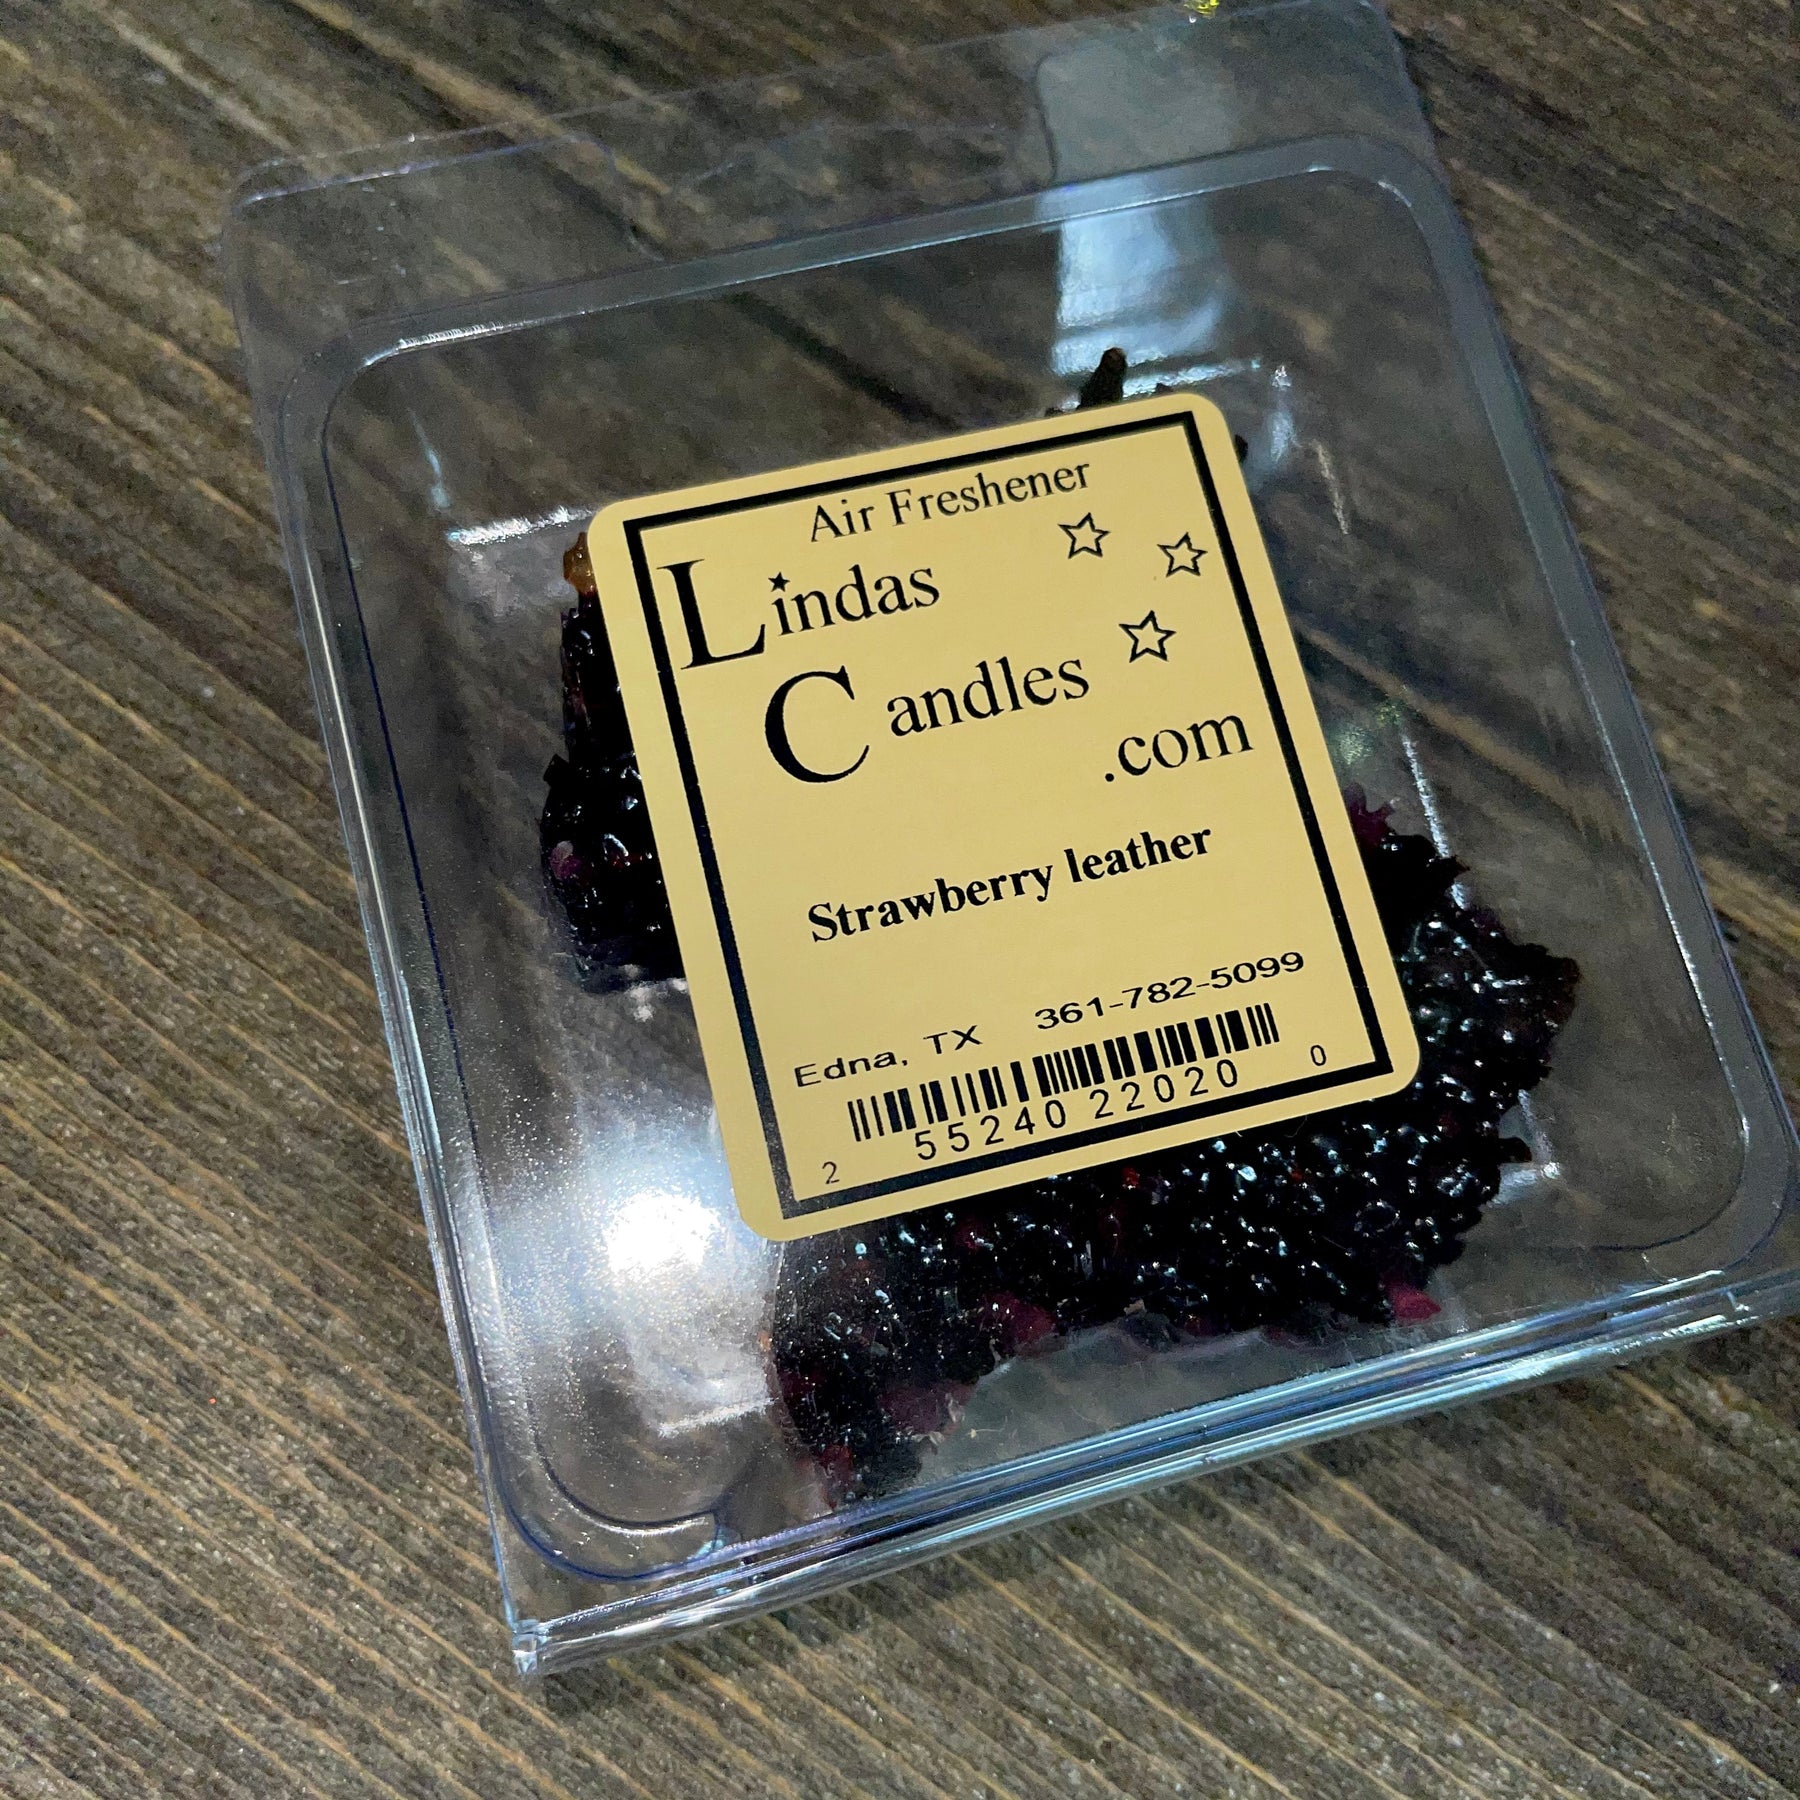 Air Freshener
Lindas
Candles
.com
Strawberry leather
Edna, TX 361-782-5099
2 55240 22020 0